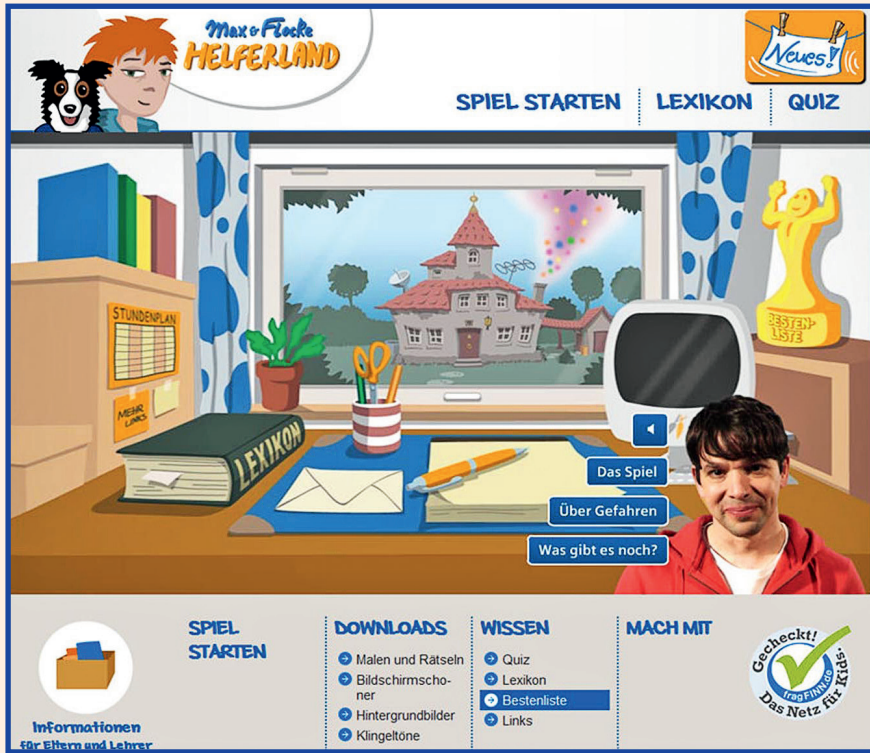 Max & Flocke
HELFERLAND
Neues!
SPIEL STARTEN
LEXIKON
QUIZ
STUNDENPLAN
MEHR
LINKS
LEXIKON
BESTEN-
LISTE
Das Spiel
Über Gefahren
Was gibt es noch?
Informationen
für Eltern und Lehrer
SPIEL
STARTEN
DOWNLOADS
Malen und Rätseln
Bildschirmscho-
ner
Hintergrundbilder
Klingeltöne
WISSEN
Quiz
Lexikon
Bestenliste
Links
MACH MIT
Gecheckt!
fragFINN.de
Das Netz für Kids.